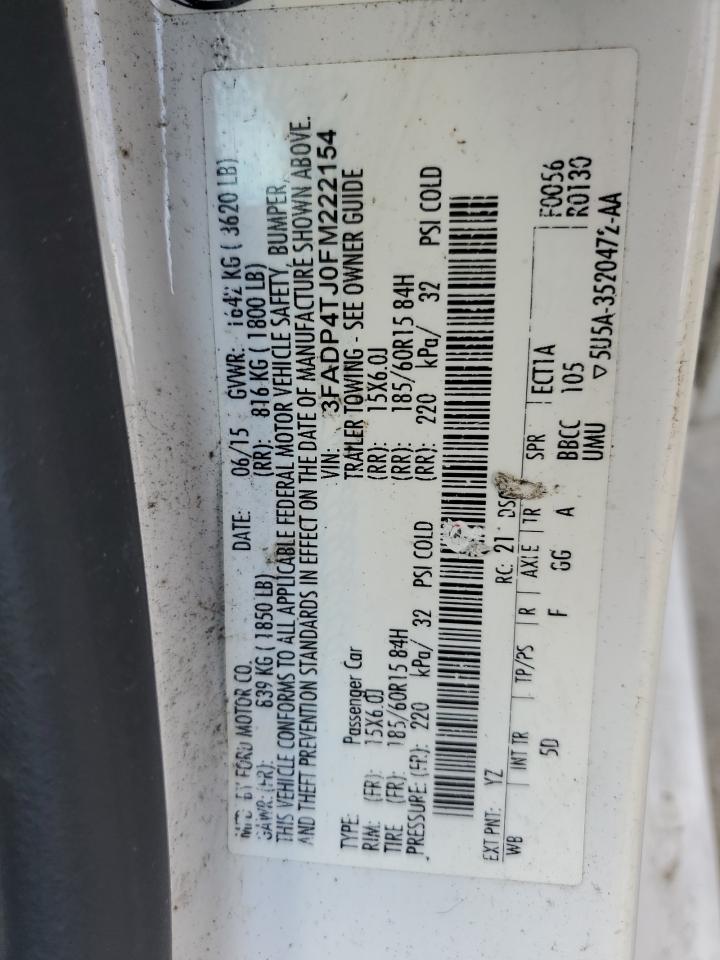 MFD BY FORD MOTOR CO. DATE: 06/15 GVWR: 1642 KG ( 3620 LB)
GAWR: (FR): 839 KG ( 1850 LB) (RR): 816 KG ( 1800 LB)
THIS VEHICLE CONFORMS TO ALL APPLICABLE FEDERAL MOTOR VEHICLE SAFETY, BUMPER,
AND THEFT PREVENTION STANDARDS IN EFFECT ON THE DATE OF MANUFACTURE SHOWN ABOVE.
VIN: 3FADP4TJ0FM222154
TYPE: Passenger Car TRAILER TOWING - SEE OWNER GUIDE
RIM: (FR): 15X6.0J (RR): 15X6.0J
TIRE (FR): 185/60R15 84H (RR): 185/60R15 84H
PRESSURE: (FR): 220 kPa/ 32 PSI COLD (RR): 220 kPa/ 32 PSI COLD
EXT PNT: YZ RC: 21 F0056
WB INT TR TP/PS R AXLE TR SPR ECT1A R0130
5D F GG A BBCC 105
UMU ▽5U5A-3520472-AA